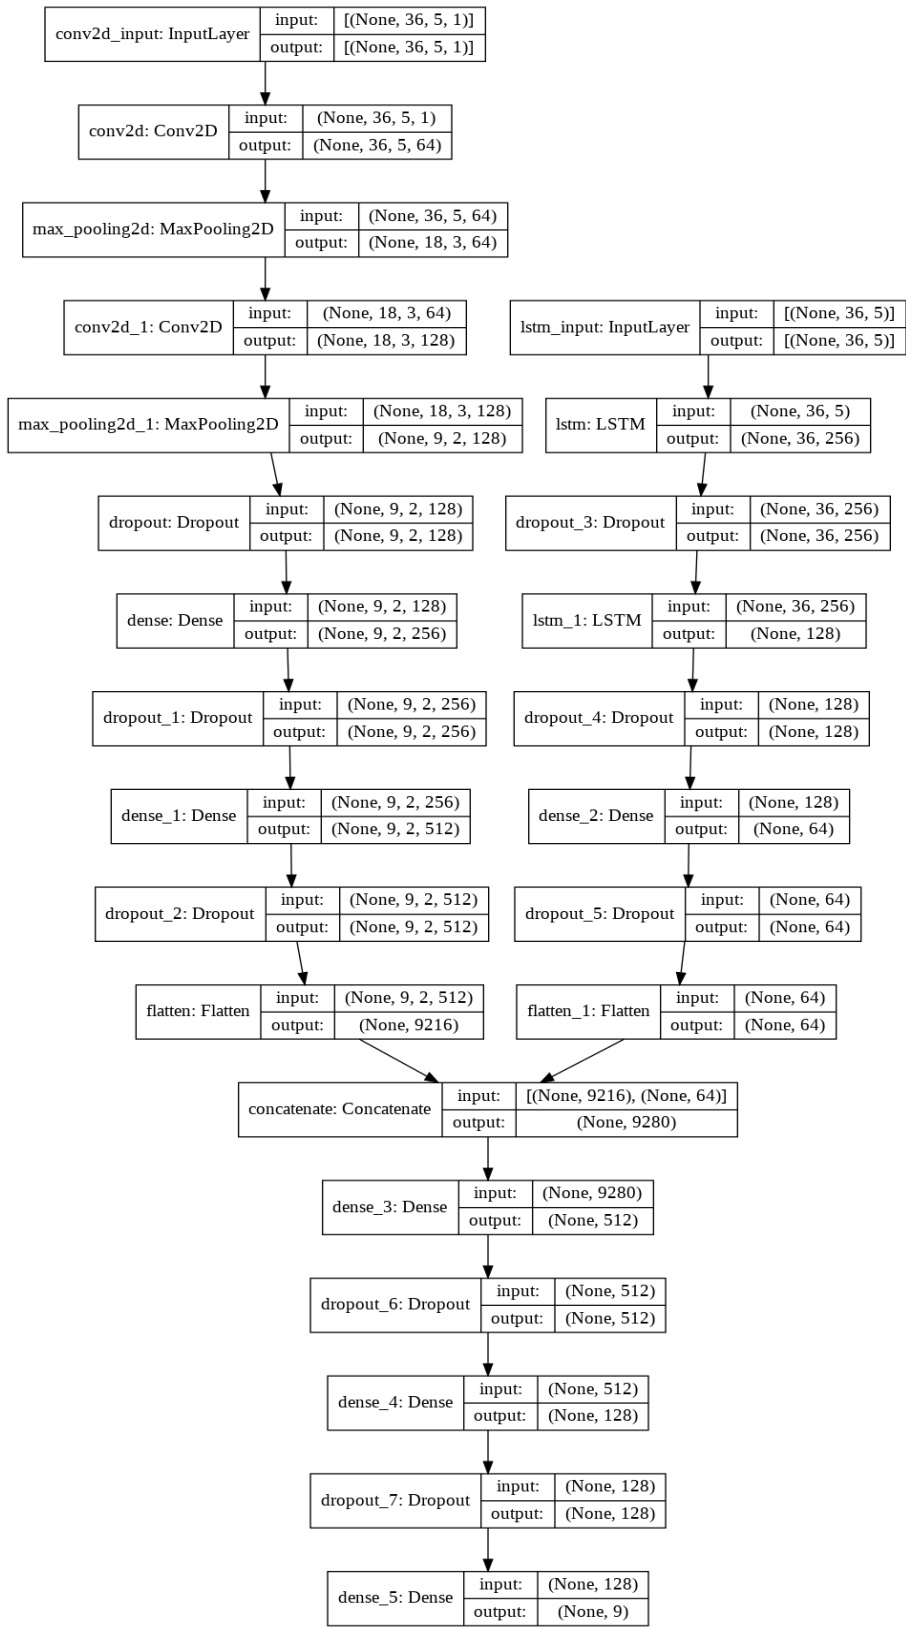 conv2d_input: InputLayer
input: [(None, 36, 5, 1)]
output: [(None, 36, 5, 1)]
conv2d: Conv2D
input: (None, 36, 5, 1)
output: (None, 36, 5, 64)
max_pooling2d: MaxPooling2D
input: (None, 36, 5, 64)
output: (None, 18, 3, 64)
conv2d_1: Conv2D
input: (None, 18, 3, 64)
output: (None, 18, 3, 128)
max_pooling2d_1: MaxPooling2D
input: (None, 18, 3, 128)
output: (None, 9, 2, 128)
dropout: Dropout
input: (None, 9, 2, 128)
output: (None, 9, 2, 128)
dense: Dense
input: (None, 9, 2, 128)
output: (None, 9, 2, 256)
dropout_1: Dropout
input: (None, 9, 2, 256)
output: (None, 9, 2, 256)
dense_1: Dense
input: (None, 9, 2, 256)
output: (None, 9, 2, 512)
dropout_2: Dropout
input: (None, 9, 2, 512)
output: (None, 9, 2, 512)
flatten: Flatten
input: (None, 9, 2, 512)
output: (None, 9216)
lstm_input: InputLayer
input: [(None, 36, 5)]
output: [(None, 36, 5)]
lstm: LSTM
input: (None, 36, 5)
output: (None, 36, 256)
dropout_3: Dropout
input: (None, 36, 256)
output: (None, 36, 256)
lstm_1: LSTM
input: (None, 36, 256)
output: (None, 128)
dropout_4: Dropout
input: (None, 128)
output: (None, 128)
dense_2: Dense
input: (None, 128)
output: (None, 64)
dropout_5: Dropout
input: (None, 64)
output: (None, 64)
flatten_1: Flatten
input: (None, 64)
output: (None, 64)
concatenate: Concatenate
input: [(None, 9216), (None, 64)]
output: (None, 9280)
dense_3: Dense
input: (None, 9280)
output: (None, 512)
dropout_6: Dropout
input: (None, 512)
output: (None, 512)
dense_4: Dense
input: (None, 512)
output: (None, 128)
dropout_7: Dropout
input: (None, 128)
output: (None, 128)
dense_5: Dense
input: (None, 128)
output: (None, 9)